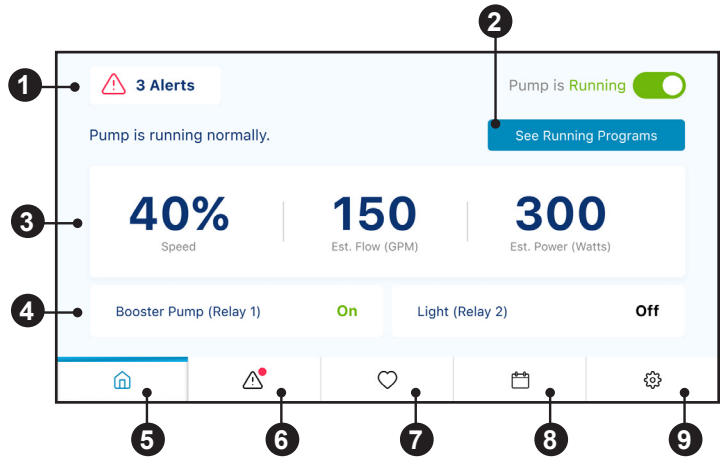 2
1
3 Alerts
Pump is Running
Pump is running normally.
See Running Programs
3
40%
150
300
Speed
Est. Flow (GPM)
Est. Power (Watts)
4
Booster Pump (Relay 1) On
Light (Relay 2) Off
5
6
7
8
9